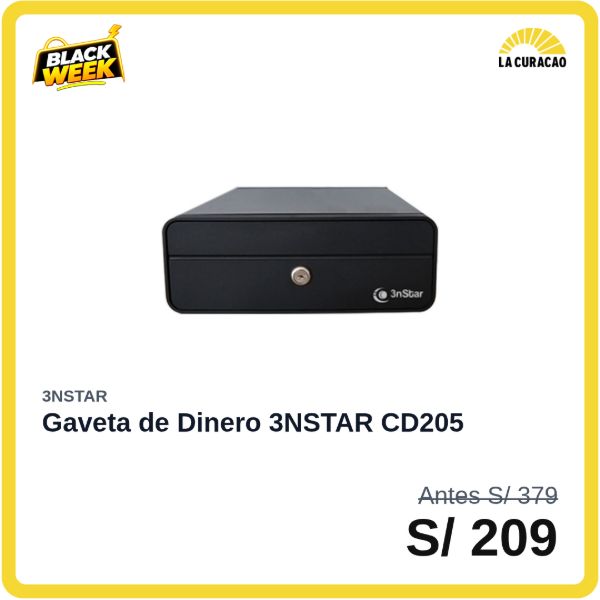 BLACK
WEEK
LA CURACAO
3nStar
3NSTAR
Gaveta de Dinero 3NSTAR CD205
Antes S/ 379
S/ 209